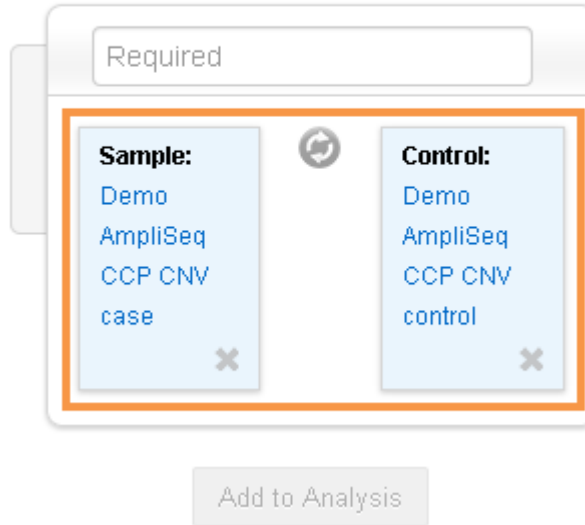 Required
Sample:
Demo
AmpliSeq
CCP CNV
case
Control:
Demo
AmpliSeq
CCP CNV
control
Add to Analysis